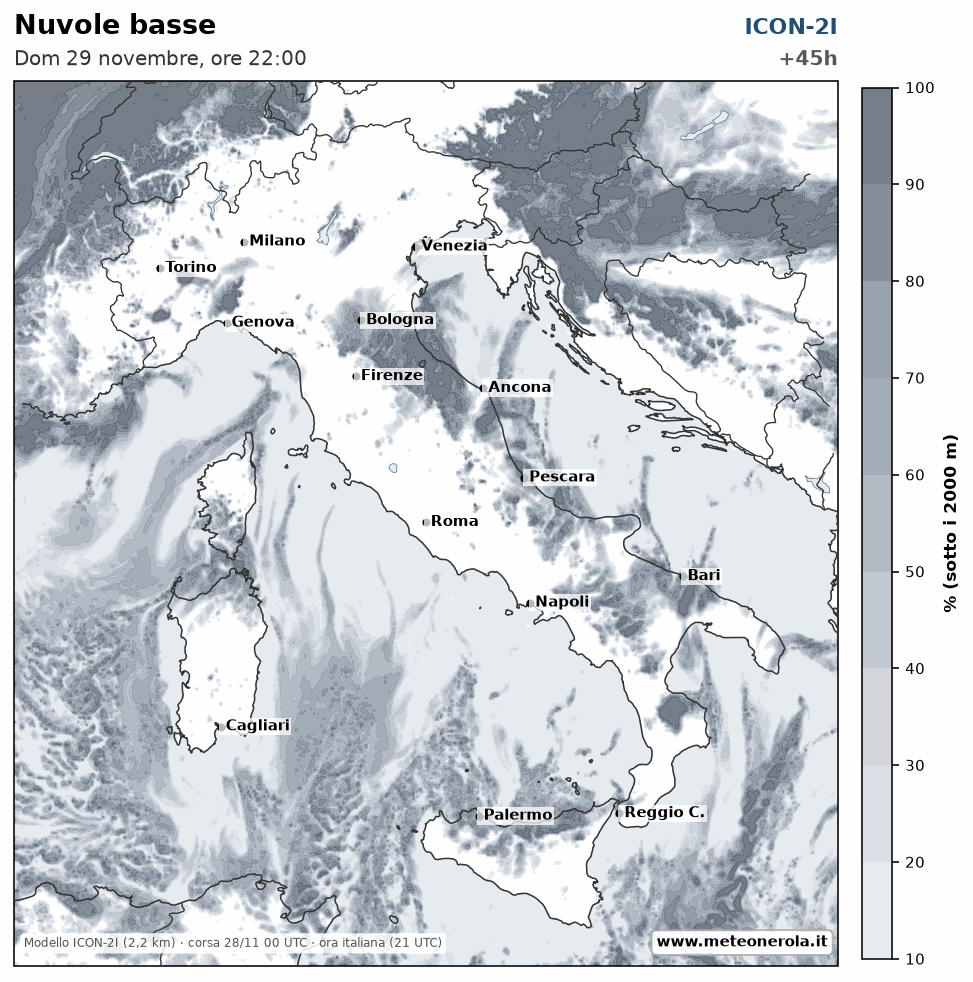 Nuvole basse
ICON-2I
Dom 29 novembre, ore 22:00
+45h
100
90
80
70
60
50
40
30
20
10
% (sotto i 2000 m)
Milano
Venezia
Torino
Genova
Bologna
Firenze
Ancona
Pescara
Roma
Bari
Napoli
Cagliari
Palermo
Reggio C.
Modello ICON-2I (2,2 km) · corsa 28/11 00 UTC · ora italiana (21 UTC)
www.meteonerola.it